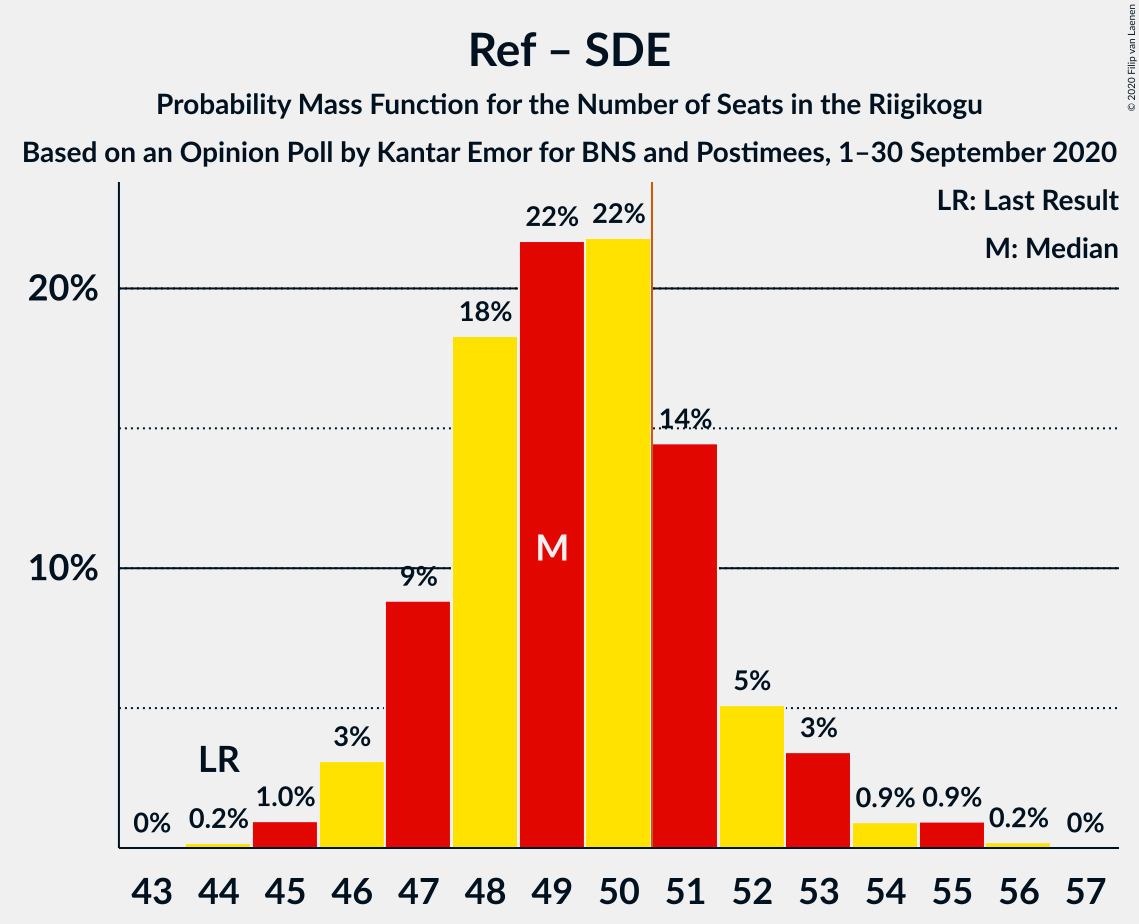 Ref – SDE
Probability Mass Function for the Number of Seats in the Riigikogu
Based on an Opinion Poll by Kantar Emor for BNS and Postimees, 1–30 September 2020
© 2020 Filip van Laenen
LR: Last Result
M: Median
22% 22%
20%
18%
14%
10%
9%
M
5%
3% 3%
LR
0% 0.2% 1.0% 0.9% 0.9% 0.2% 0%
43 44 45 46 47 48 49 50 51 52 53 54 55 56 57